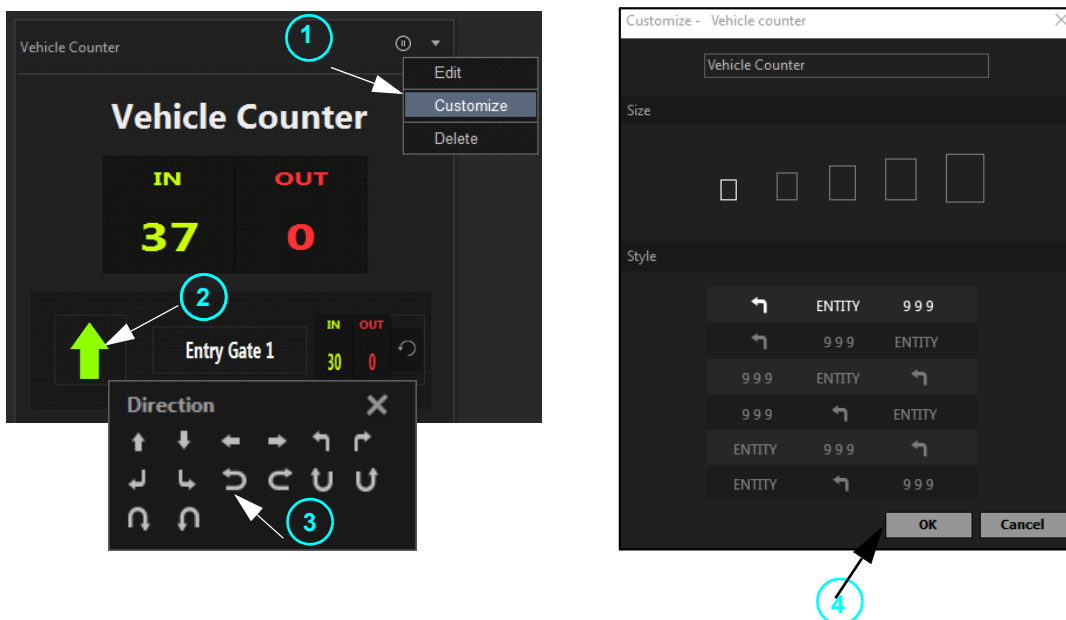 1
Vehicle Counter
Edit
Customize
Delete
Vehicle Counter
IN OUT
37 0
2
IN OUT
Entry Gate 1
30 0
Direction
3
Customize - Vehicle counter
Vehicle Counter
Size
Style
ENTITY 999
999 ENTITY
999 ENTITY
999 ENTITY
ENTITY 999
ENTITY 999
OK Cancel
4